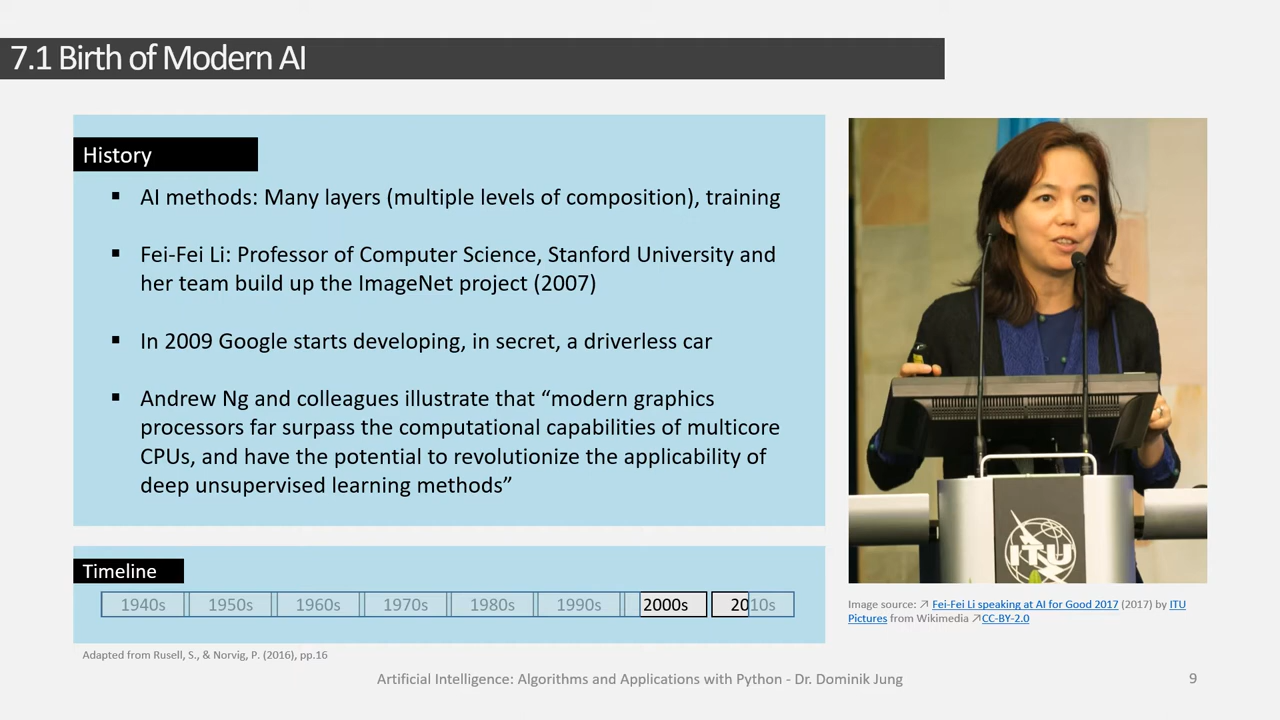 7.1 Birth of Modern AI
History
▪ AI methods: Many layers (multiple levels of composition), training
▪ Fei-Fei Li: Professor of Computer Science, Stanford University and
her team build up the ImageNet project (2007)
▪ In 2009 Google starts developing, in secret, a driverless car
▪ Andrew Ng and colleagues illustrate that “modern graphics
processors far surpass the computational capabilities of multicore
CPUs, and have the potential to revolutionize the applicability of
deep unsupervised learning methods”
ITU
Timeline
1940s 1950s 1960s 1970s 1980s 1990s 2000s 2010s
Image source: ↗ Fei-Fei Li speaking at AI for Good 2017 (2017) by ITU
Pictures from Wikimedia ↗CC-BY-2.0
Adapted from Rusell, S., & Norvig, P. (2016), pp.16
Artificial Intelligence: Algorithms and Applications with Python - Dr. Dominik Jung
9